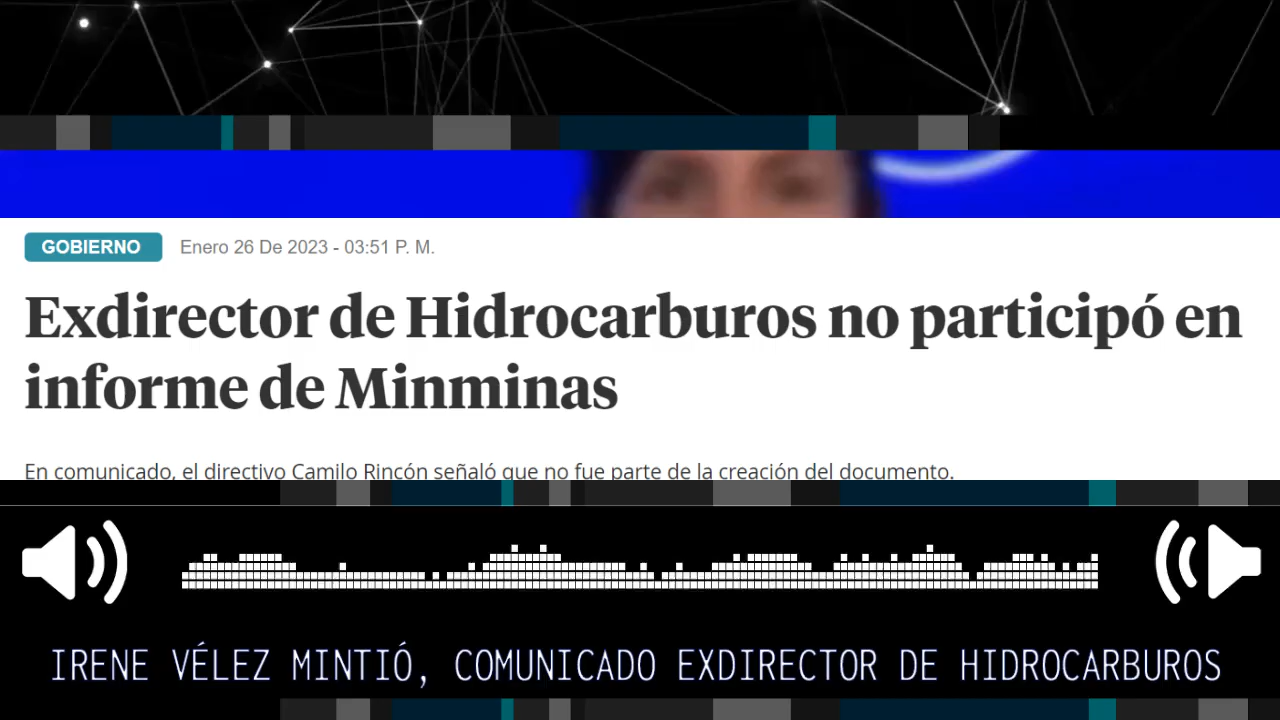 GOBIERNO Enero 26 De 2023 - 03:51 P. M.
Exdirector de Hidrocarburos no participó en
informe de Minminas
En comunicado, el directivo Camilo Rincón señaló que no fue parte de la creación del documento.
IRENE VÉLEZ MINTIÓ, COMUNICADO EXDIRECTOR DE HIDROCARBUROS